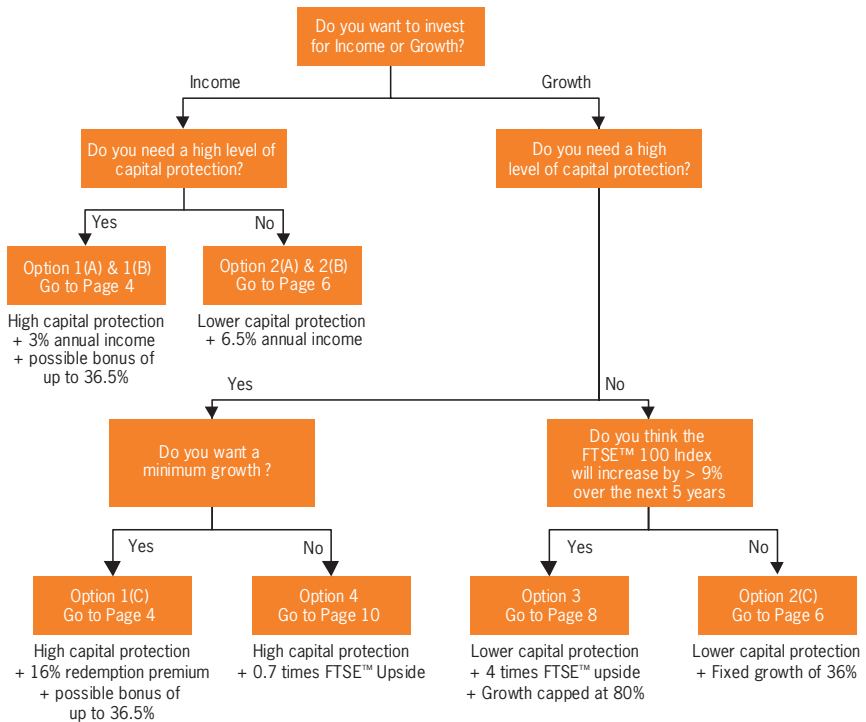 Do you want to invest
for Income or Growth?
Income
Growth
Do you need a high level of
capital protection?
Do you need a high
level of capital protection?
Yes
No
Option 1(A) & 1(B)
Go to Page 4
Option 2(A) & 2(B)
Go to Page 6
High capital protection
+ 3% annual income
+ possible bonus of
up to 36.5%
Lower capital protection
+ 6.5% annual income
Yes
No
Do you want a
minimum growth ?
Do you think the
FTSE™ 100 Index
will increase by > 9%
over the next 5 years
Yes
No
Yes
No
Option 1(C)
Go to Page 4
Option 4
Go to Page 10
Option 3
Go to Page 8
Option 2(C)
Go to Page 6
High capital protection
+ 16% redemption premium
+ possible bonus of
up to 36.5%
High capital protection
+ 0.7 times FTSE™ Upside
Lower capital protection
+ 4 times FTSE™ upside
+ Growth capped at 80%
Lower capital protection
+ Fixed growth of 36%